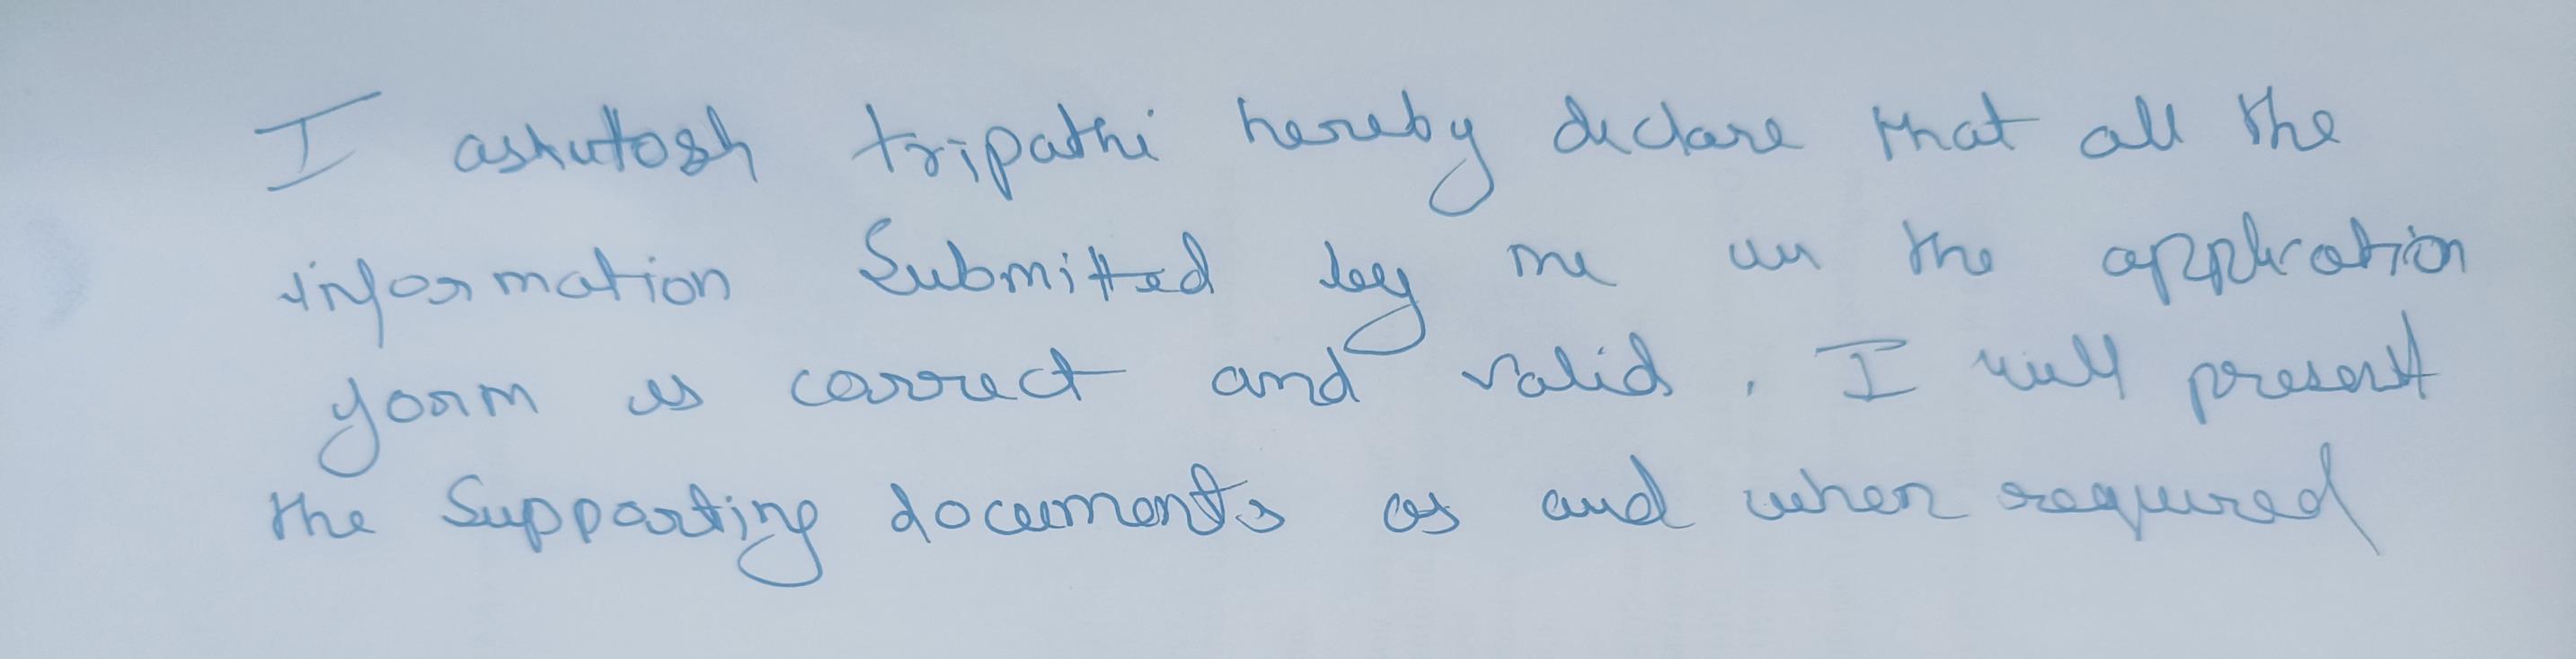 I ashutosh tripathi hereby declare that all the
information Submitted by me in the application
form is correct and valid. I will present
the Supporting documents as and when required